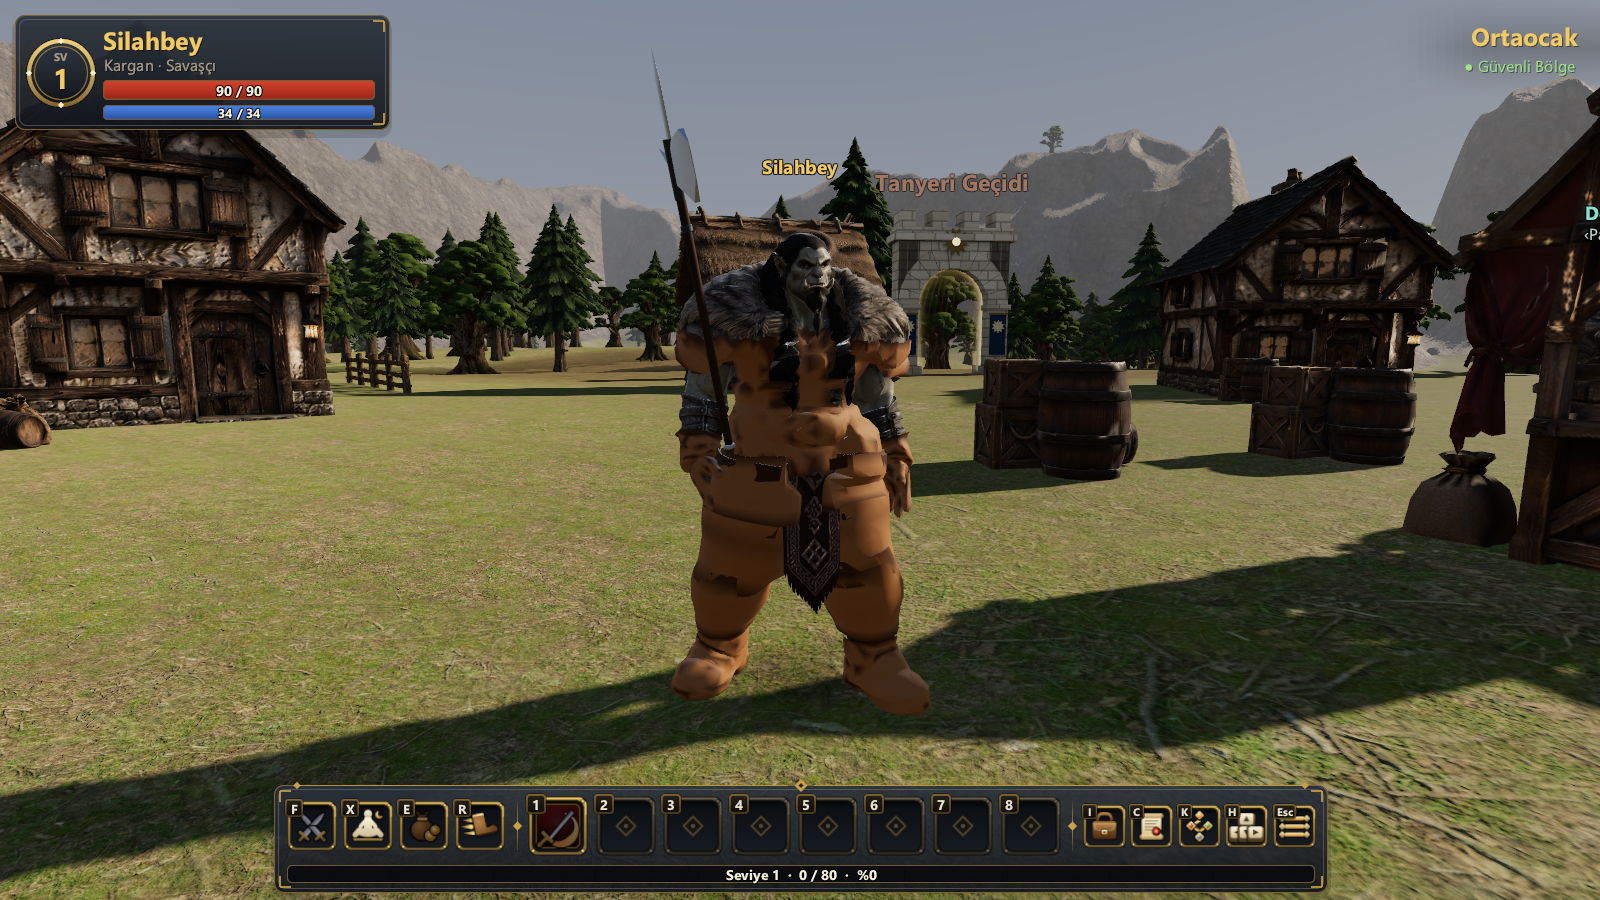 Silahbey
SV
1
Kargan · Savaşçı
90 / 90
34 / 34
Ortaocak
Güvenli Bölge
Silahbey
Tanyeri Geçidi
F
X
E
R
1
2
3
4
5
6
7
8
I
C
K
H
Esc
Seviye 1 · 0 / 80 · %0